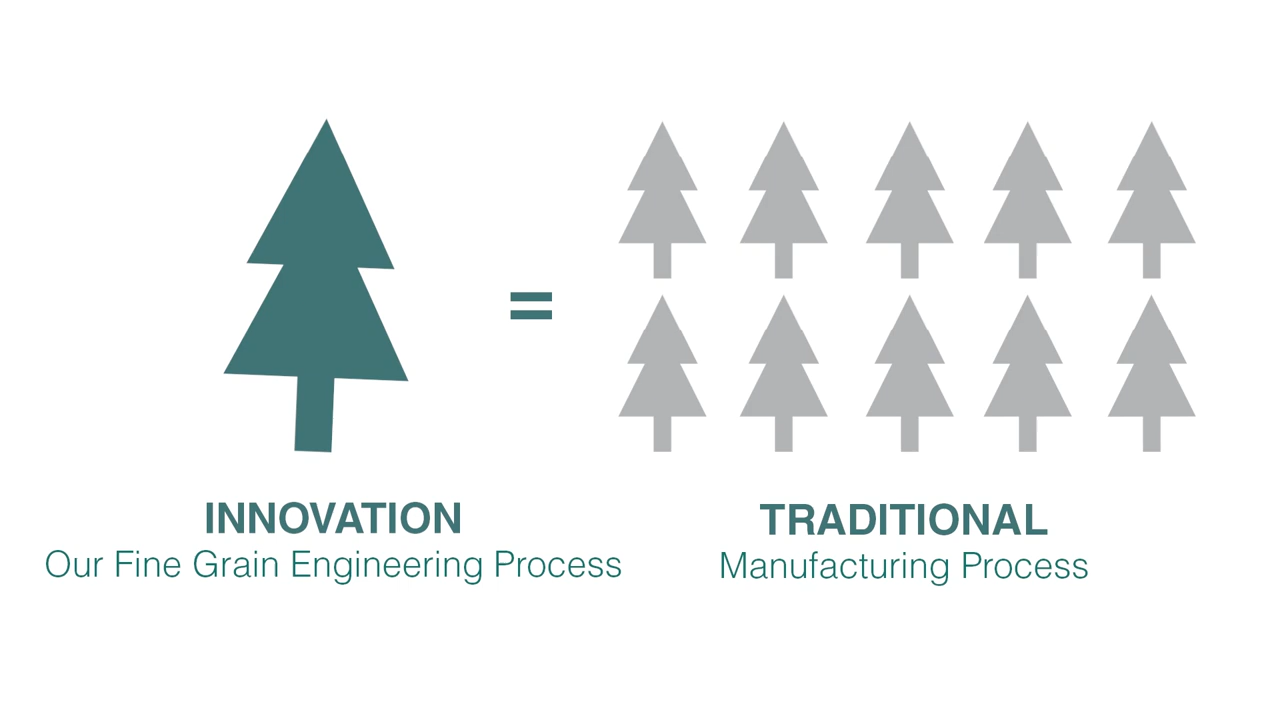 =
INNOVATION
Our Fine Grain Engineering Process
TRADITIONAL
Manufacturing Process